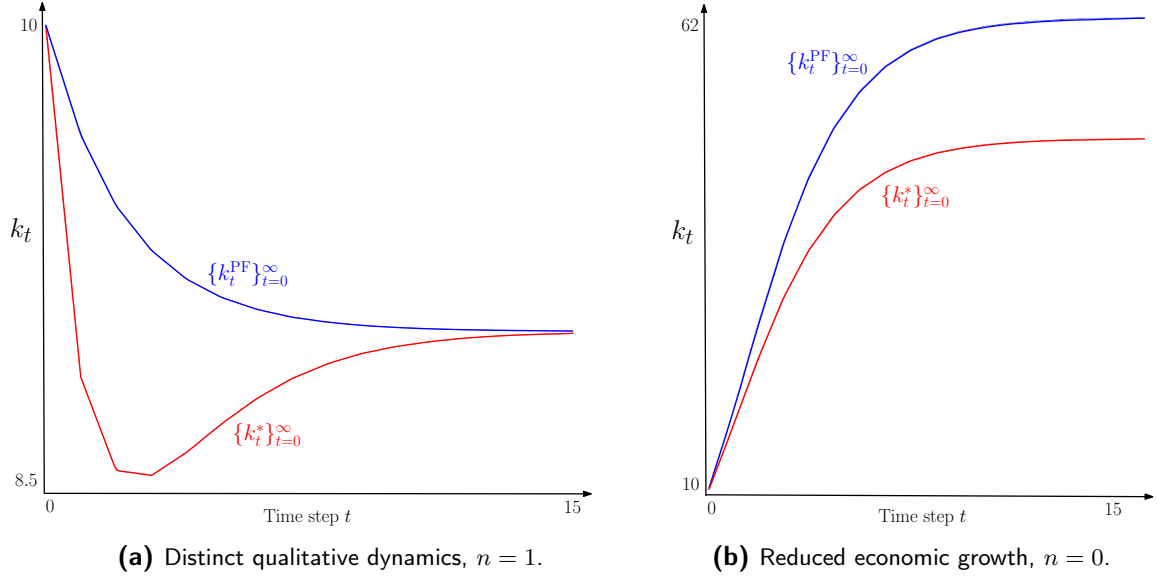 10
k_t
{k_t^PF}_{t=0}^∞
{k_t^*}_{t=0}^∞
8.5
0
Time step t
15
(a) Distinct qualitative dynamics, n = 1.
62
{k_t^PF}_{t=0}^∞
{k_t^*}_{t=0}^∞
k_t
10
0
Time step t
15
(b) Reduced economic growth, n = 0.